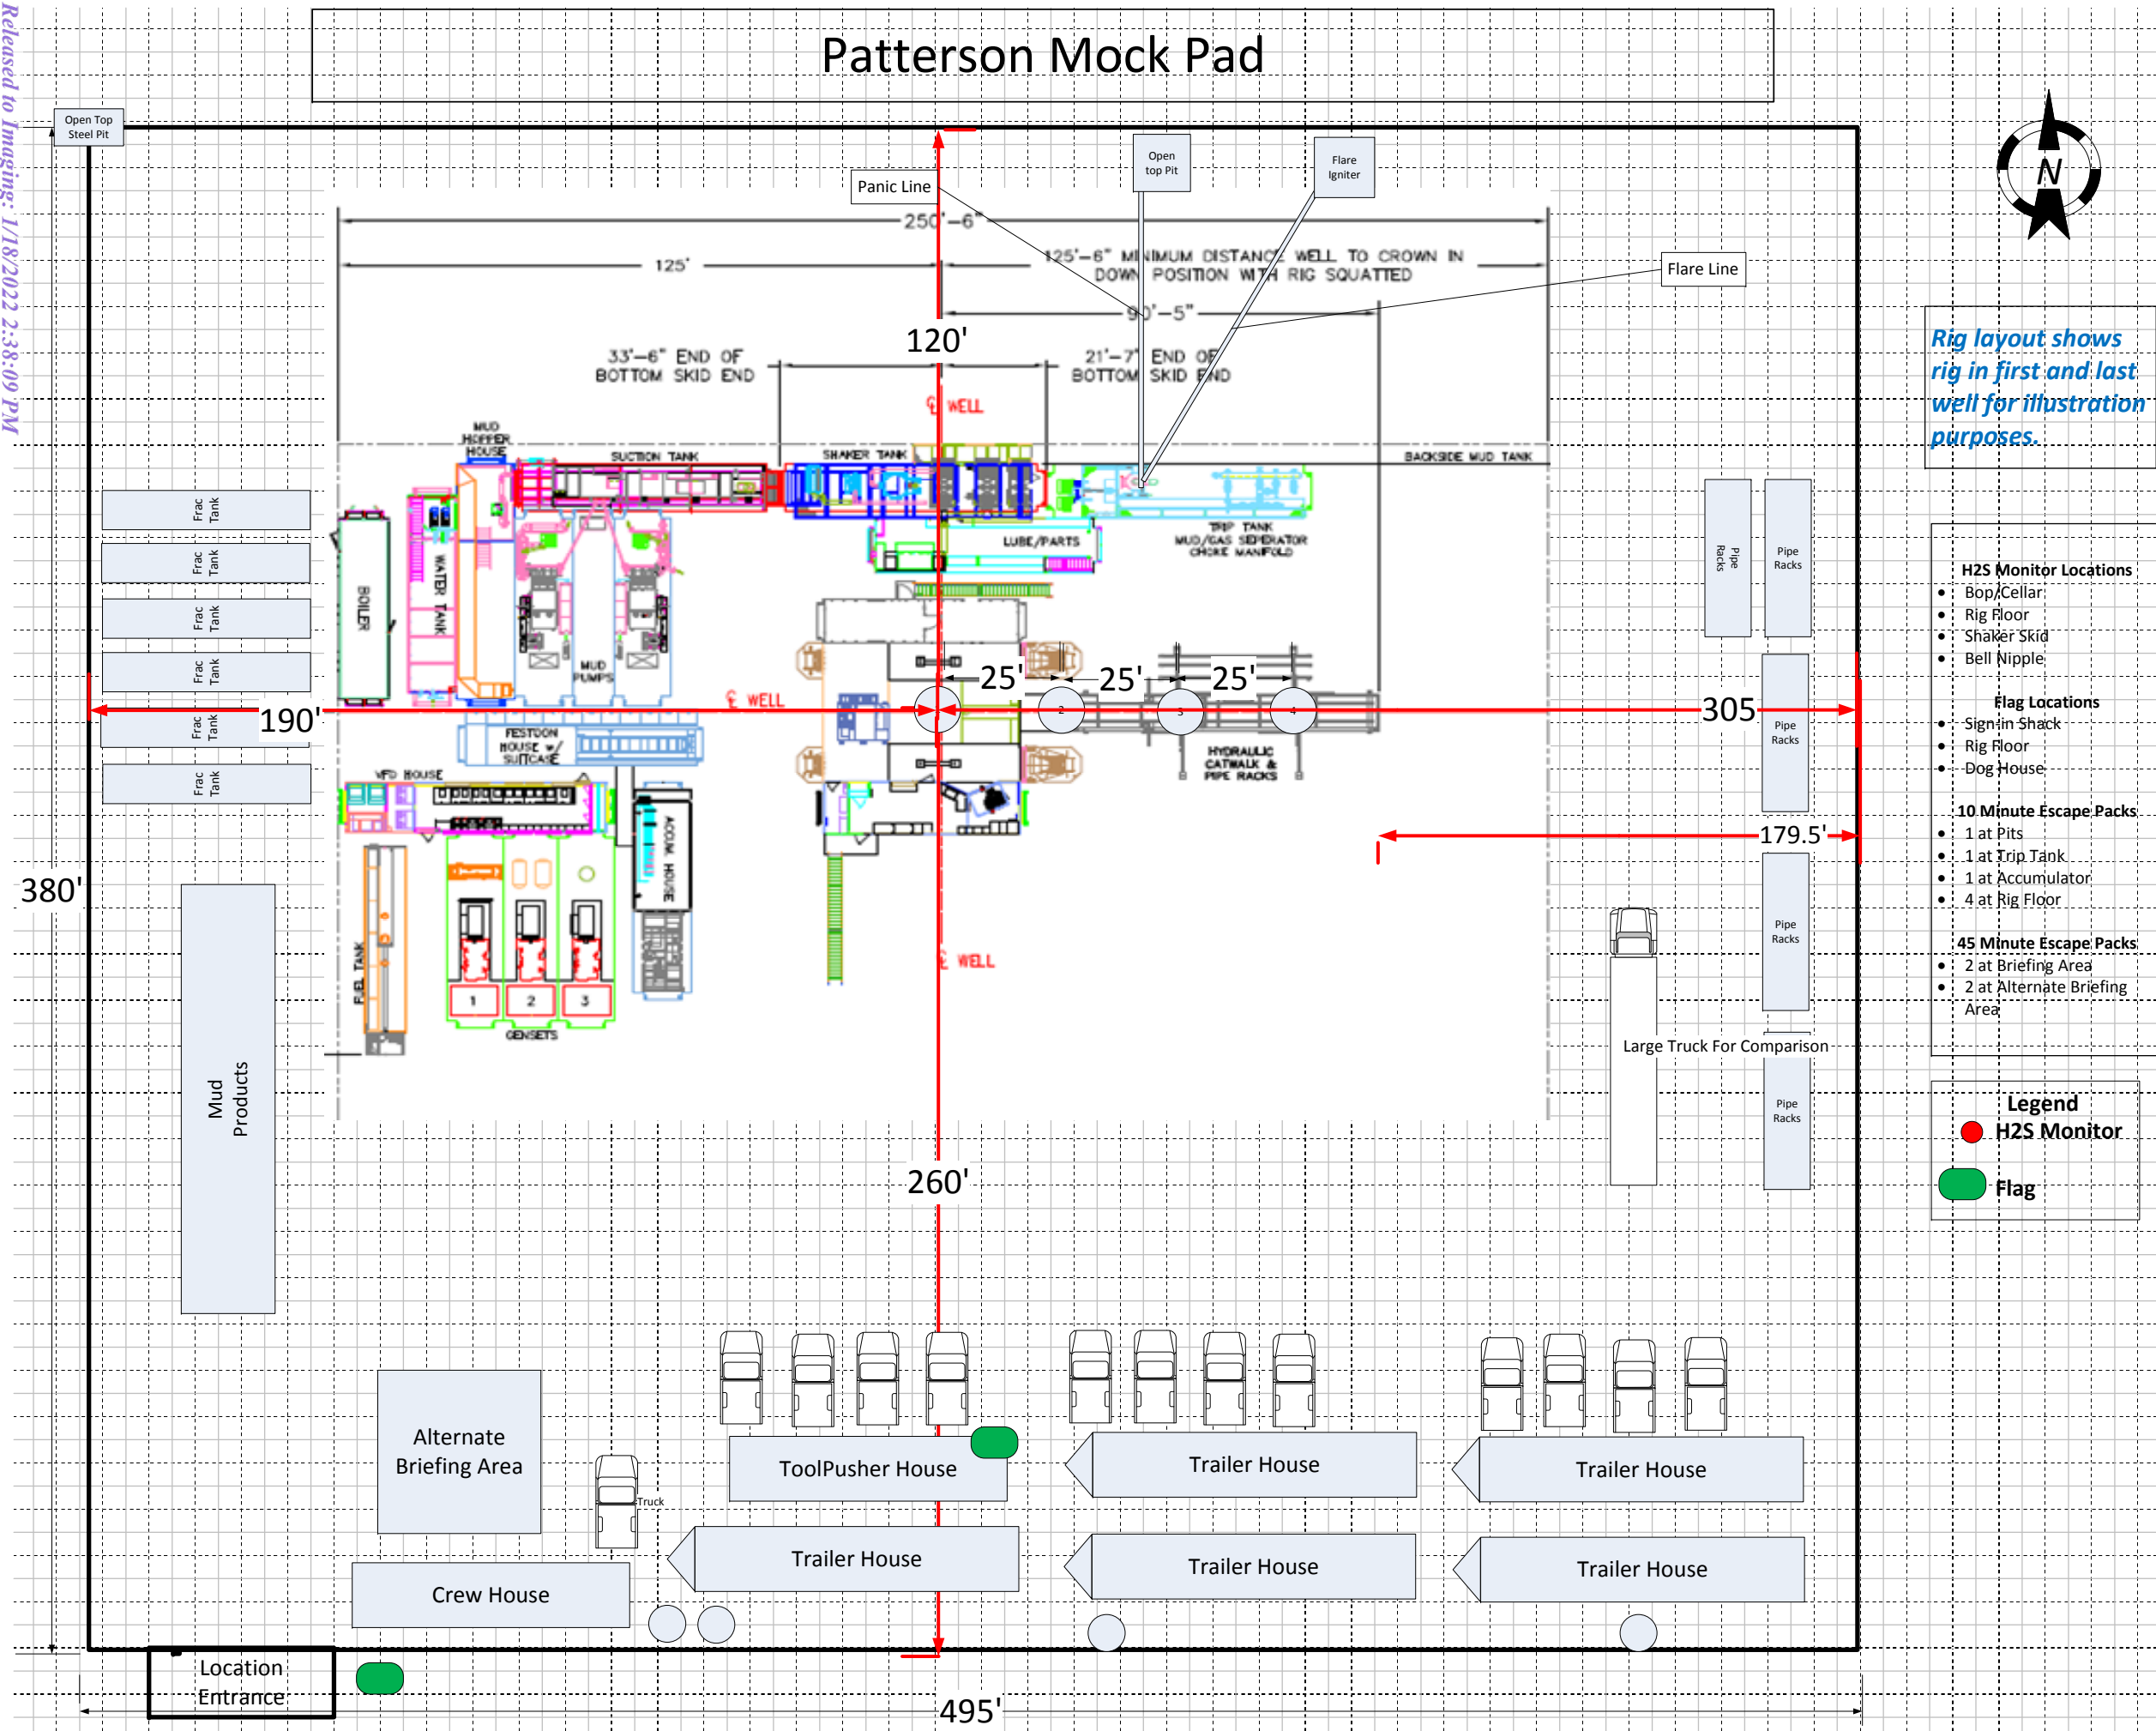 Released to Imaging: 1/18/2022 2:38:09 PM
Patterson Mock Pad
Open Top
Steel Pit
Open
top Pit
Flare
Igniter
N
Panic Line
250'-6"
125'
125'-6" MINIMUM DISTANCE WELL TO CROWN IN
DOWN POSITION WITH RIG SQUATTED
Flare Line
90'-5"
120'
33'-6" END OF
BOTTOM SKID END
21'-7" END OF
BOTTOM SKID END
℄ WELL
Rig layout shows
rig in first and last
well for illustration
purposes.
MUD
HOPPER
HOUSE
SUCTION TANK
SHAKER TANK
BACKSIDE MUD TANK
Frac
Tank
Frac
Tank
Frac
Tank
Frac
Tank
Frac
Tank
Frac
Tank
BOILER
WATER TANK
MUD
PUMPS
LUBE/PARTS
TRIP TANK
MUD/GAS SEPERATOR
CHOKE MANIFOLD
Pipe
Racks
Pipe
Racks
H2S Monitor Locations
• Bop/Cellar
• Rig Floor
• Shaker Skid
• Bell Nipple
Flag Locations
• Sign-in Shack
• Rig Floor
• Dog House
10 Minute Escape Packs
• 1 at Pits
• 1 at Trip Tank
• 1 at Accumulator
• 4 at Rig Floor
45 Minute Escape Packs
• 2 at Briefing Area
• 2 at Alternate Briefing
Area
25'
25'
25'
℄ WELL
190'
2
3
4
305
Pipe
Racks
FESTOON
HOUSE w/
SUITCASE
HYDRAULIC
CATWALK &
PIPE RACKS
VFD HOUSE
ACCUM. HOUSE
179.5'
380'
FUEL TANK
1
2
3
GENSETS
℄ WELL
Pipe
Racks
Large Truck For Comparison
Pipe
Racks
Mud
Products
Legend
H2S Monitor
Flag
260'
Alternate
Briefing Area
Truck
ToolPusher House
Trailer House
Trailer House
Trailer House
Trailer House
Trailer House
Crew House
Location
Entrance
495'